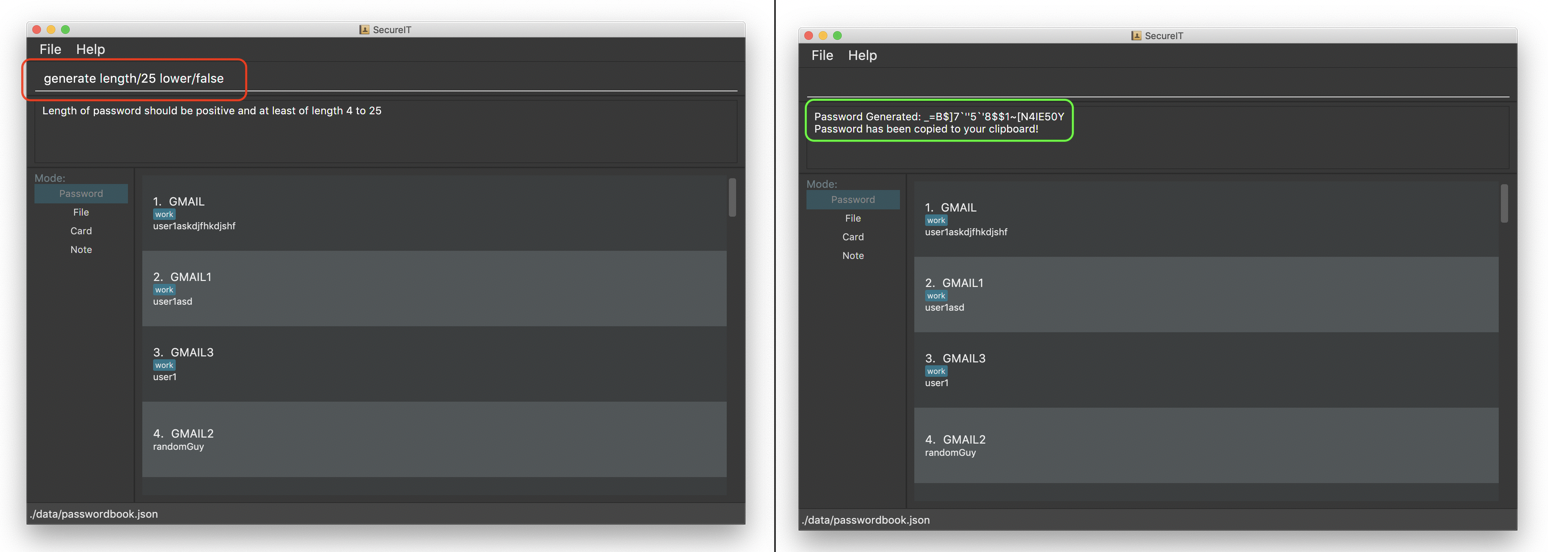 SecureIT
File Help
generate length/25 lower/false
Length of password should be positive and at least of length 4 to 25
Mode:
Password
File
Card
Note
1. GMAIL
work
user1askdjfhkdjshf
2. GMAIL1
work
user1asd
3. GMAIL3
work
user1
4. GMAIL2
randomGuy
./data/passwordbook.json
SecureIT
File Help
Password Generated: _=B$]7`''5`'8$$1~[N4IE50Y
Password has been copied to your clipboard!
Mode:
Password
File
Card
Note
1. GMAIL
work
user1askdjfhkdjshf
2. GMAIL1
work
user1asd
3. GMAIL3
work
user1
4. GMAIL2
randomGuy
./data/passwordbook.json